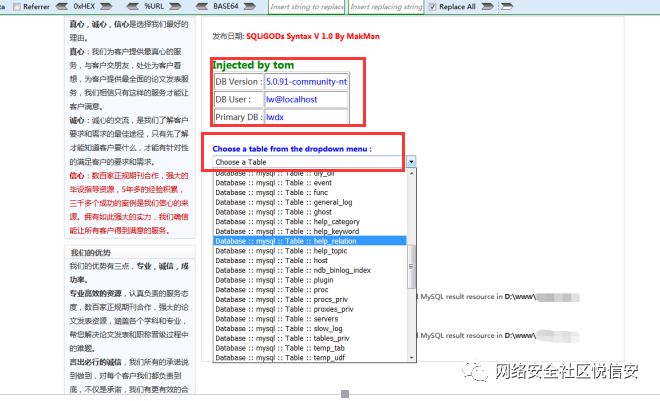 Referrer 0xHEX %URL BASE64 Insert string to replace Insert replacing string Replace All
真心，诚心，信心是选择我们最好的
理由。
真心：我们为客户提供最真心的服
务，与客户交朋友，处处为客户着
想，为客户提供最全面的论文发表服
务，我们相信只有这样的服务才能让
客户满意。
诚心：诚心的交流，是我们了解客户
要求和需求的最佳途径，只有先了解
才能知道客户要什么，才能有针对性
的满足客户的要求和需求。
信心：数百家正规期刊合作，强大的
毕设指导资源，5年多的经验积累，
三千多个成功的案例是我们信心的来
源。拥有如此强大的实力，我们确信
能让所有客户得到满意的服务。
我们的优势
我们的优势有三点，专业，诚信，成
功率。
专业高效的资源，认真负责的服务态
度，数百家正规期刊合作，强大的论
文发表资源，涵盖各个学科和专业，
帮您解决论文发表和职称晋级过程中
的难题。
言出必行的诚信，我们所有的承诺说
到做到，对每个客户我们都负责到
底，不仅是承诺，我们有更有效的合
发布日期: SQLiGODs Syntax V 1.0 By MakMan
Injected by tom
DB Version : 5.0.91-community-nt
DB User : lw@localhost
Primary DB : lwdx
Choose a table from the dropdown menu :
Choose a Table
Database :: mysql :: Table :: diy_dir
Database :: mysql :: Table :: event
Database :: mysql :: Table :: func
Database :: mysql :: Table :: general_log
Database :: mysql :: Table :: ghost
Database :: mysql :: Table :: help_category
Database :: mysql :: Table :: help_keyword
Database :: mysql :: Table :: help_relation
Database :: mysql :: Table :: help_topic
Database :: mysql :: Table :: host
Database :: mysql :: Table :: ndb_binlog_index
Database :: mysql :: Table :: plugin
Database :: mysql :: Table :: proc
Database :: mysql :: Table :: procs_priv
Database :: mysql :: Table :: proxies_priv
Database :: mysql :: Table :: servers
Database :: mysql :: Table :: slow_log
Database :: mysql :: Table :: tables_priv
Database :: mysql :: Table :: temp_tab
Database :: mysql :: Table :: temp_udf
d MySQL result resource in D:\www\
d MySQL result resource in D:\www\
网络安全社区悦信安